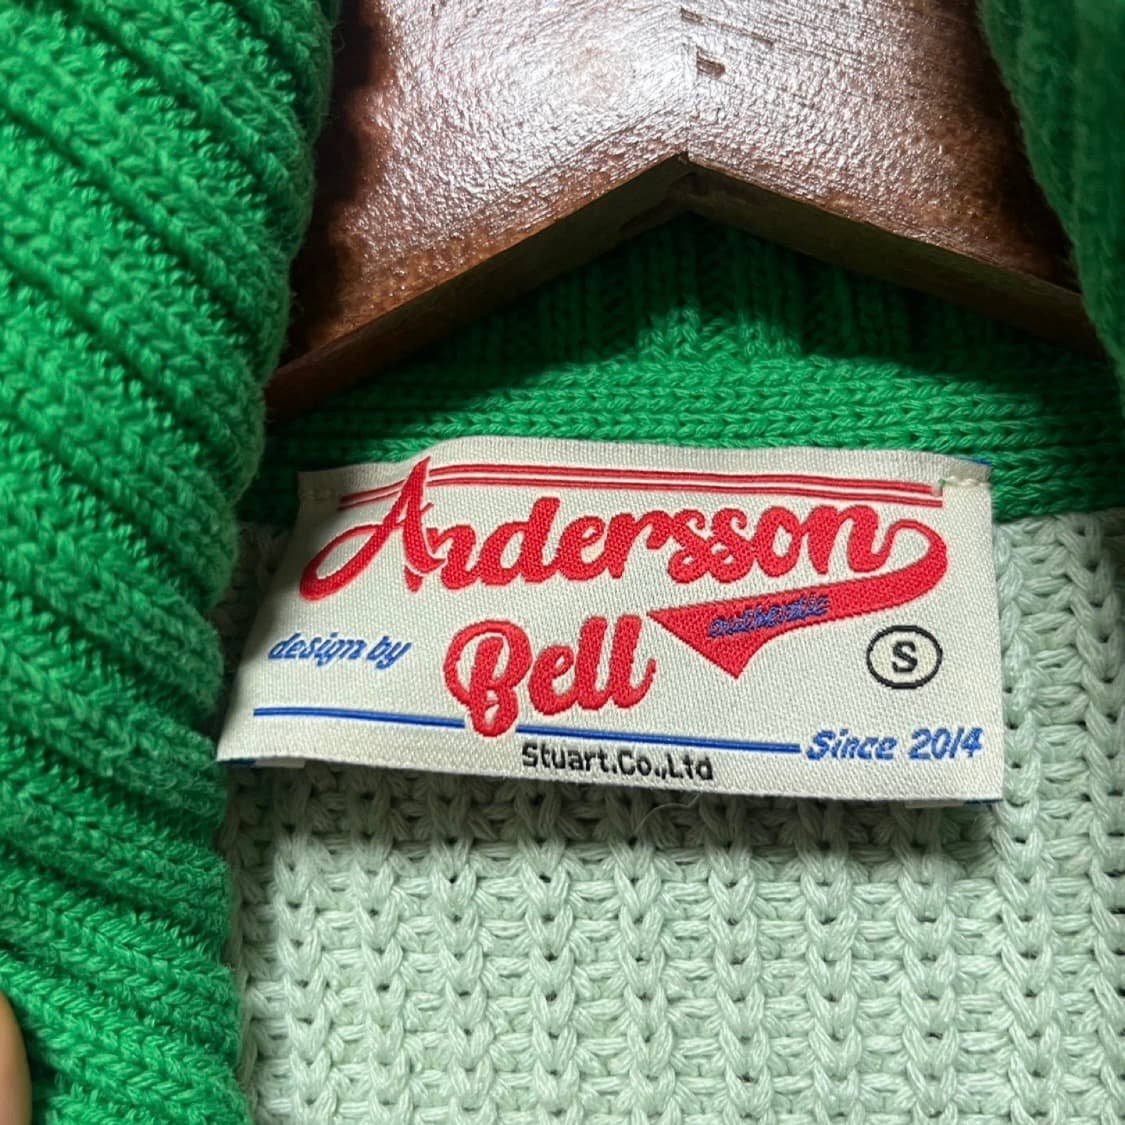 Andersson
authentic
design by Bell
S
Since 2014
Stuart.Co.,Ltd